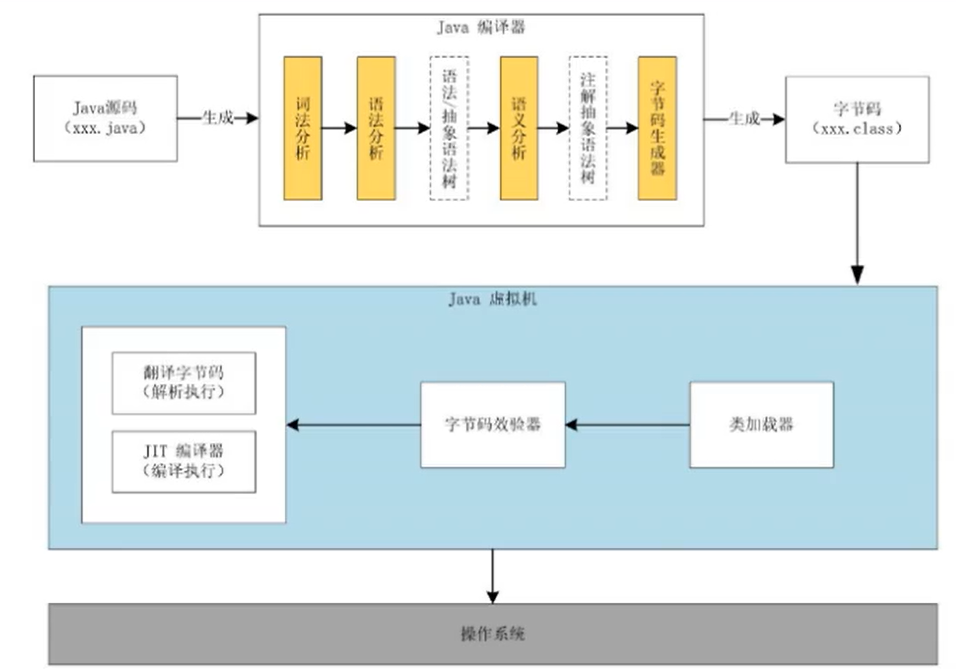 Java 编译器
Java源码
（xxx.java）
生成
词法分析
语法分析
语法/抽象语法树
语义分析
注解抽象语法树
字节码生成器
生成
字节码
（xxx.class）
Java 虚拟机
翻译字节码
（解析执行）
JIT 编译器
（编译执行）
字节码效验器
类加载器
操作系统